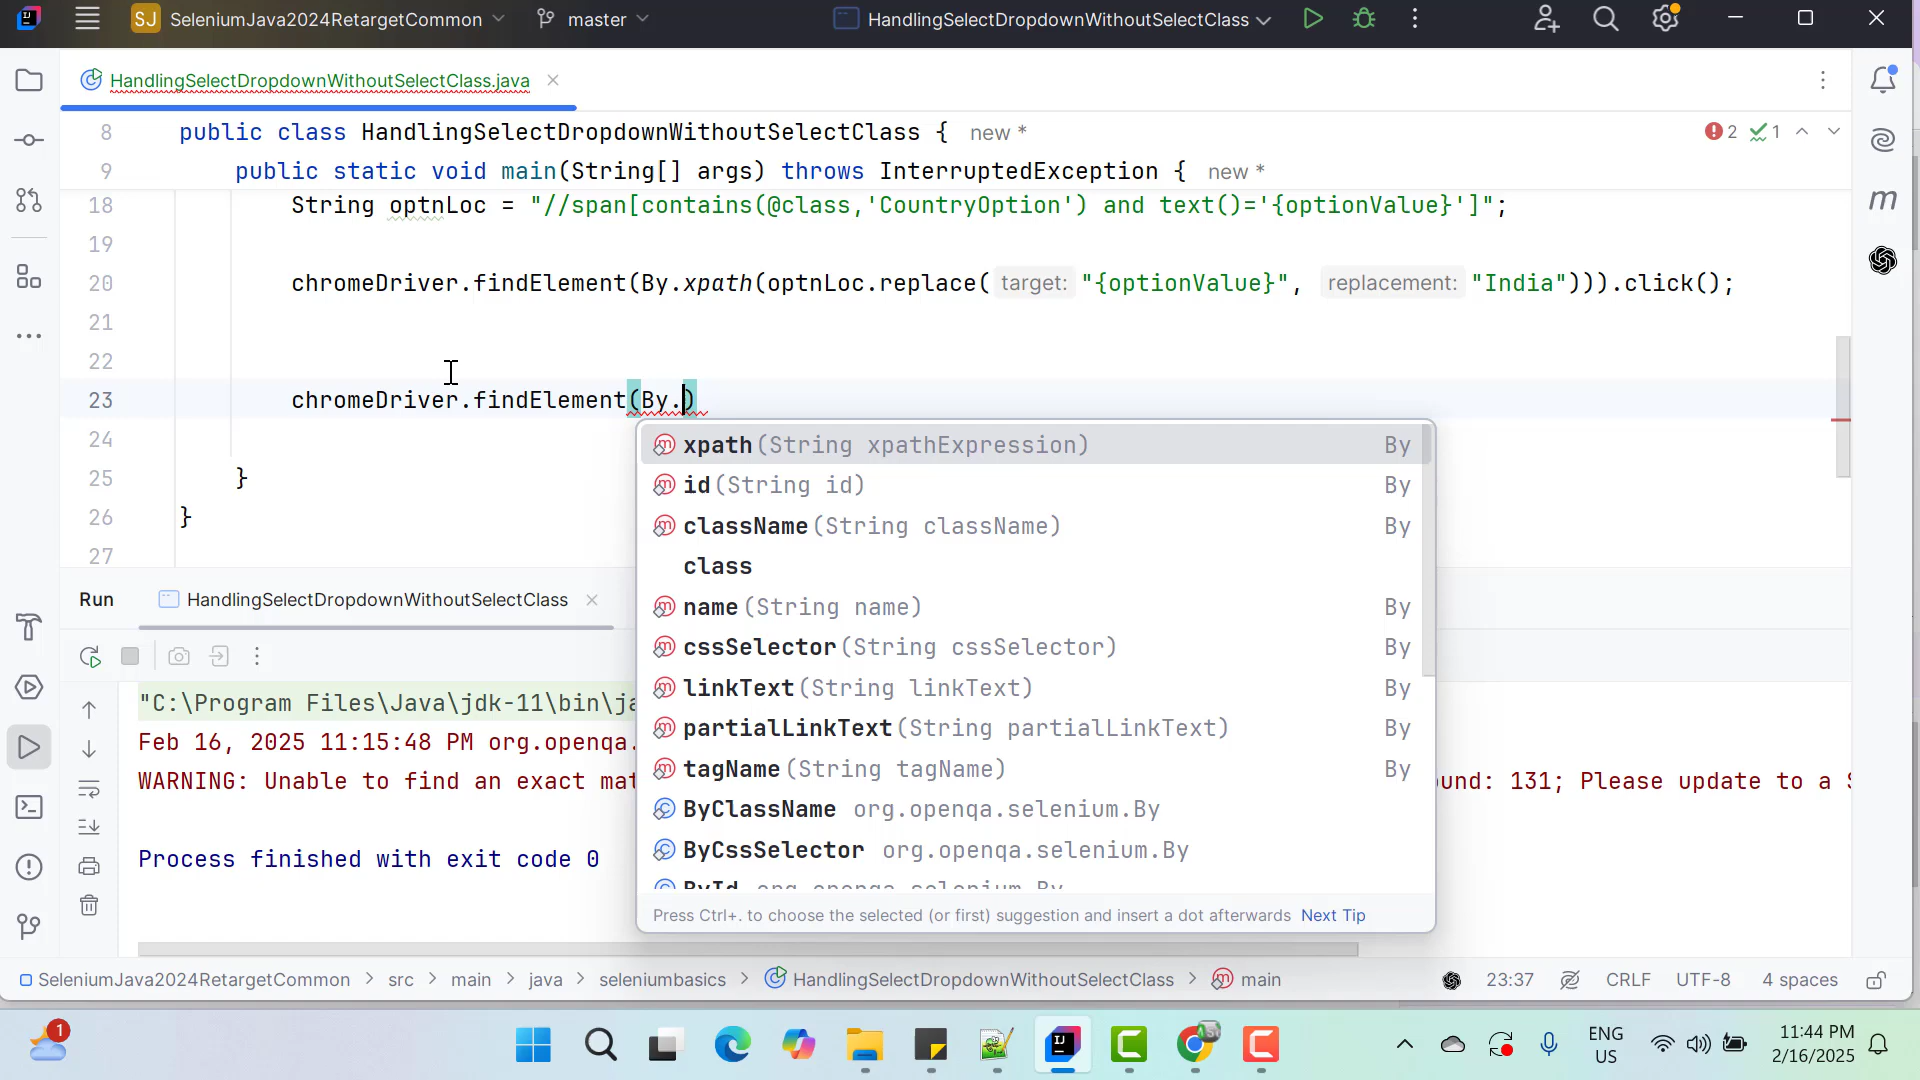 SJ SeleniumJava2024RetargetCommon master HandlingSelectDropdownWithoutSelectClass
HandlingSelectDropdownWithoutSelectClass.java
8 public class HandlingSelectDropdownWithoutSelectClass { new * 2 1
9 public static void main(String[] args) throws InterruptedException { new *
18 String optnLoc = "//span[contains(@class,'CountryOption') and text()='{optionValue}']";
19
20 chromeDriver.findElement(By.xpath(optnLoc.replace( target: "{optionValue}", replacement: "India"))).click();
21
22
23 chromeDriver.findElement(By.)
24
25 }
26 }
27
xpath(String xpathExpression) By
id(String id) By
className(String className) By
class
name(String name) By
cssSelector(String cssSelector) By
linkText(String linkText) By
partialLinkText(String partialLinkText) By
tagName(String tagName) By
ByClassName org.openqa.selenium.By
ByCssSelector org.openqa.selenium.By
ById org.openqa.selenium.By
Press Ctrl+. to choose the selected (or first) suggestion and insert a dot afterwards Next Tip
Run HandlingSelectDropdownWithoutSelectClass
"C:\Program Files\Java\jdk-11\bin\ja
Feb 16, 2025 11:15:48 PM org.openqa.
WARNING: Unable to find an exact mat und: 131; Please update to a S
Process finished with exit code 0
SeleniumJava2024RetargetCommon > src > main > java > seleniumbasics > HandlingSelectDropdownWithoutSelectClass > main 23:37 CRLF UTF-8 4 spaces
1
ENG
US
11:44 PM
2/16/2025